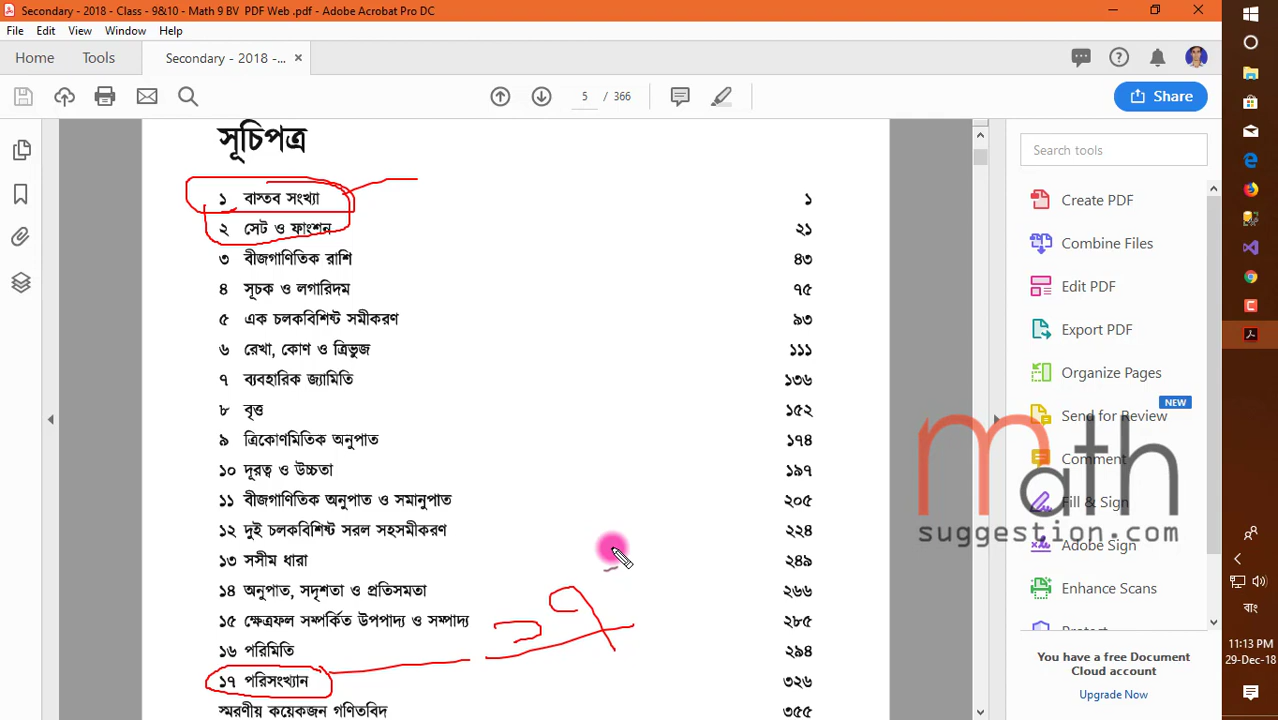 Secondary - 2018 - Class - 9&10 - Math 9 BV PDF Web .pdf - Adobe Acrobat Pro DC
File Edit View Window Help
Home Tools Secondary - 2018 -... ×
5 / 366
Share
সূচিপত্র
১ বাস্তব সংখ্যা ১
২ সেট ও ফাংশন ২১
৩ বীজগাণিতিক রাশি ৪৩
৪ সূচক ও লগারিদম ৭৫
৫ এক চলকবিশিষ্ট সমীকরণ ৯৩
৬ রেখা, কোণ ও ত্রিভুজ ১১১
৭ ব্যবহারিক জ্যামিতি ১৩৬
৮ বৃত্ত ১৫২
৯ ত্রিকোণমিতিক অনুপাত ১৭৪
১০ দূরত্ব ও উচ্চতা ১৯৭
১১ বীজগাণিতিক অনুপাত ও সমানুপাত ২০৫
১২ দুই চলকবিশিষ্ট সরল সহসমীকরণ ২২৪
১৩ সসীম ধারা ২৪৯
১৪ অনুপাত, সদৃশতা ও প্রতিসমতা ২৬৬
১৫ ক্ষেত্রফল সম্পর্কিত উপপাদ্য ও সম্পাদ্য ২৮৫
১৬ পরিমিতি ২৯৪
১৭ পরিসংখ্যান ৩২৬
স্মরণীয় কয়েকজন গণিতবিদ ৩৫৫
Search tools
Create PDF
Combine Files
Edit PDF
Export PDF
Organize Pages
NEW
Send for Review
Comment
Fill & Sign
Adobe Sign
Enhance Scans
Protect
You have a free Document
Cloud account
Upgrade Now
math
suggestion.com
বাং
11:13 PM
29-Dec-18